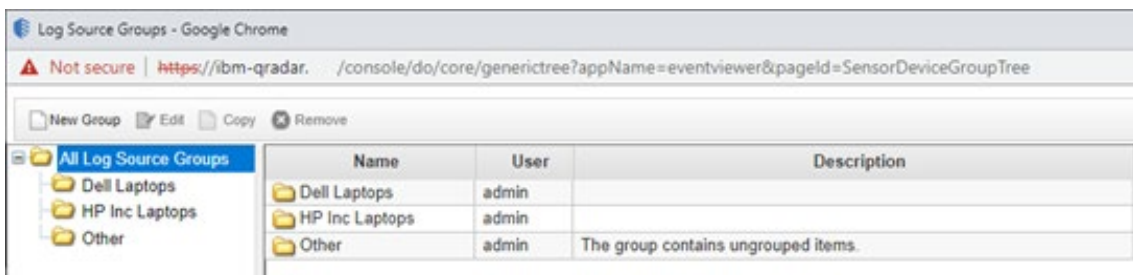 Log Source Groups - Google Chrome
Not secure | https://ibm-qradar. /console/do/core/generictree?appName=eventviewer&pageId=SensorDeviceGroupTree
New Group Edit Copy Remove
All Log Source Groups
Dell Laptops
HP Inc Laptops
Other
Name User Description
Dell Laptops admin
HP Inc Laptops admin
Other admin The group contains ungrouped items.